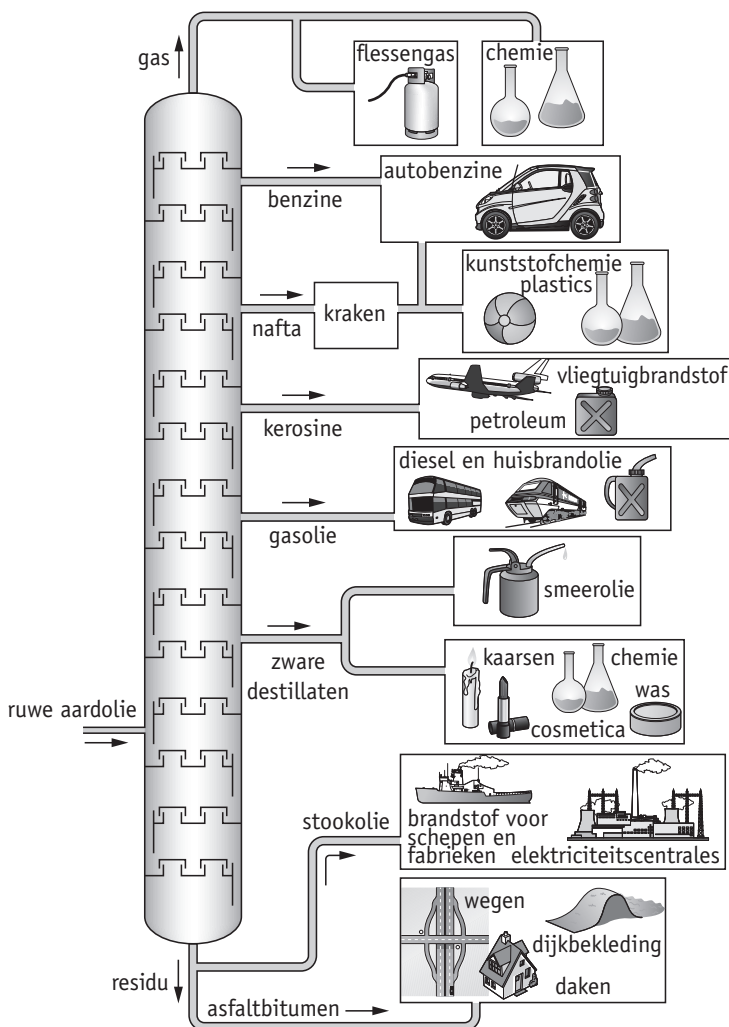 gas
flessengas
chemie
autobenzine
benzine
kunststofchemie
plastics
nafta
kraken
vliegtuigbrandstof
petroleum
kerosine
diesel en huisbrandolie
gasolie
smeerolie
zware
destillaten
kaarsen
chemie
was
cosmetica
ruwe aardolie
stookolie
brandstof voor
schepen en
fabrieken
elektriciteitscentrales
wegen
dijkbekleding
daken
residu
asfaltbitumen